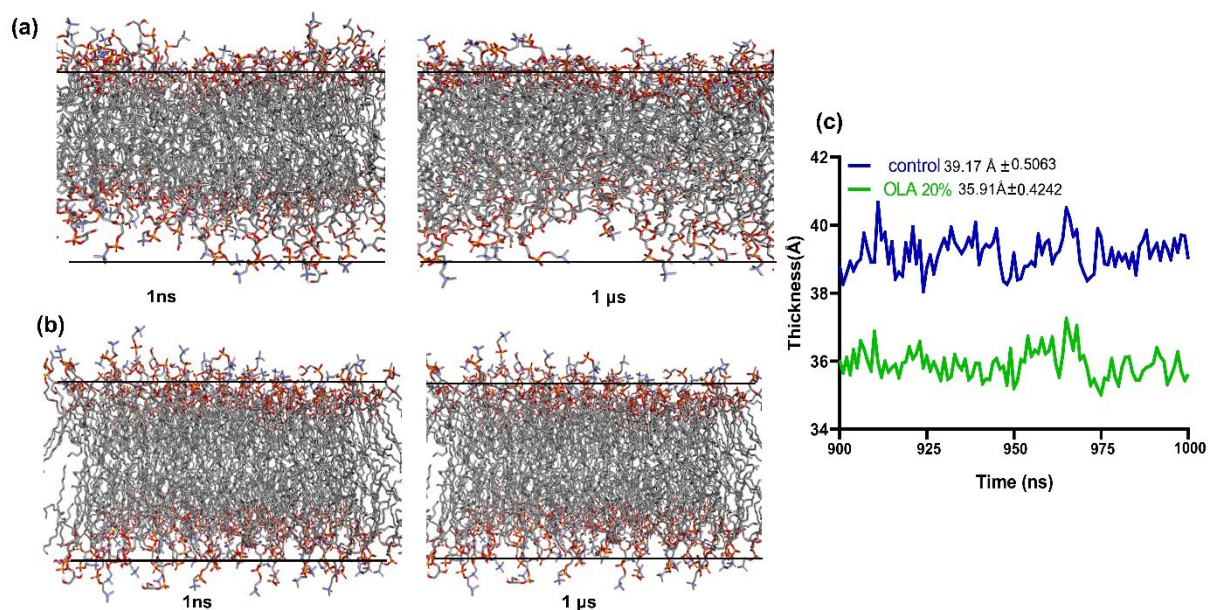 (a)
1ns
1 µs
(b)
1ns
1 µs
(c)
Thickness(Å)
42
40
38
36
34
control 39.17 Å ±0.5063
OLA 20% 35.91Å±0.4242
900
925
950
975
1000
Time (ns)